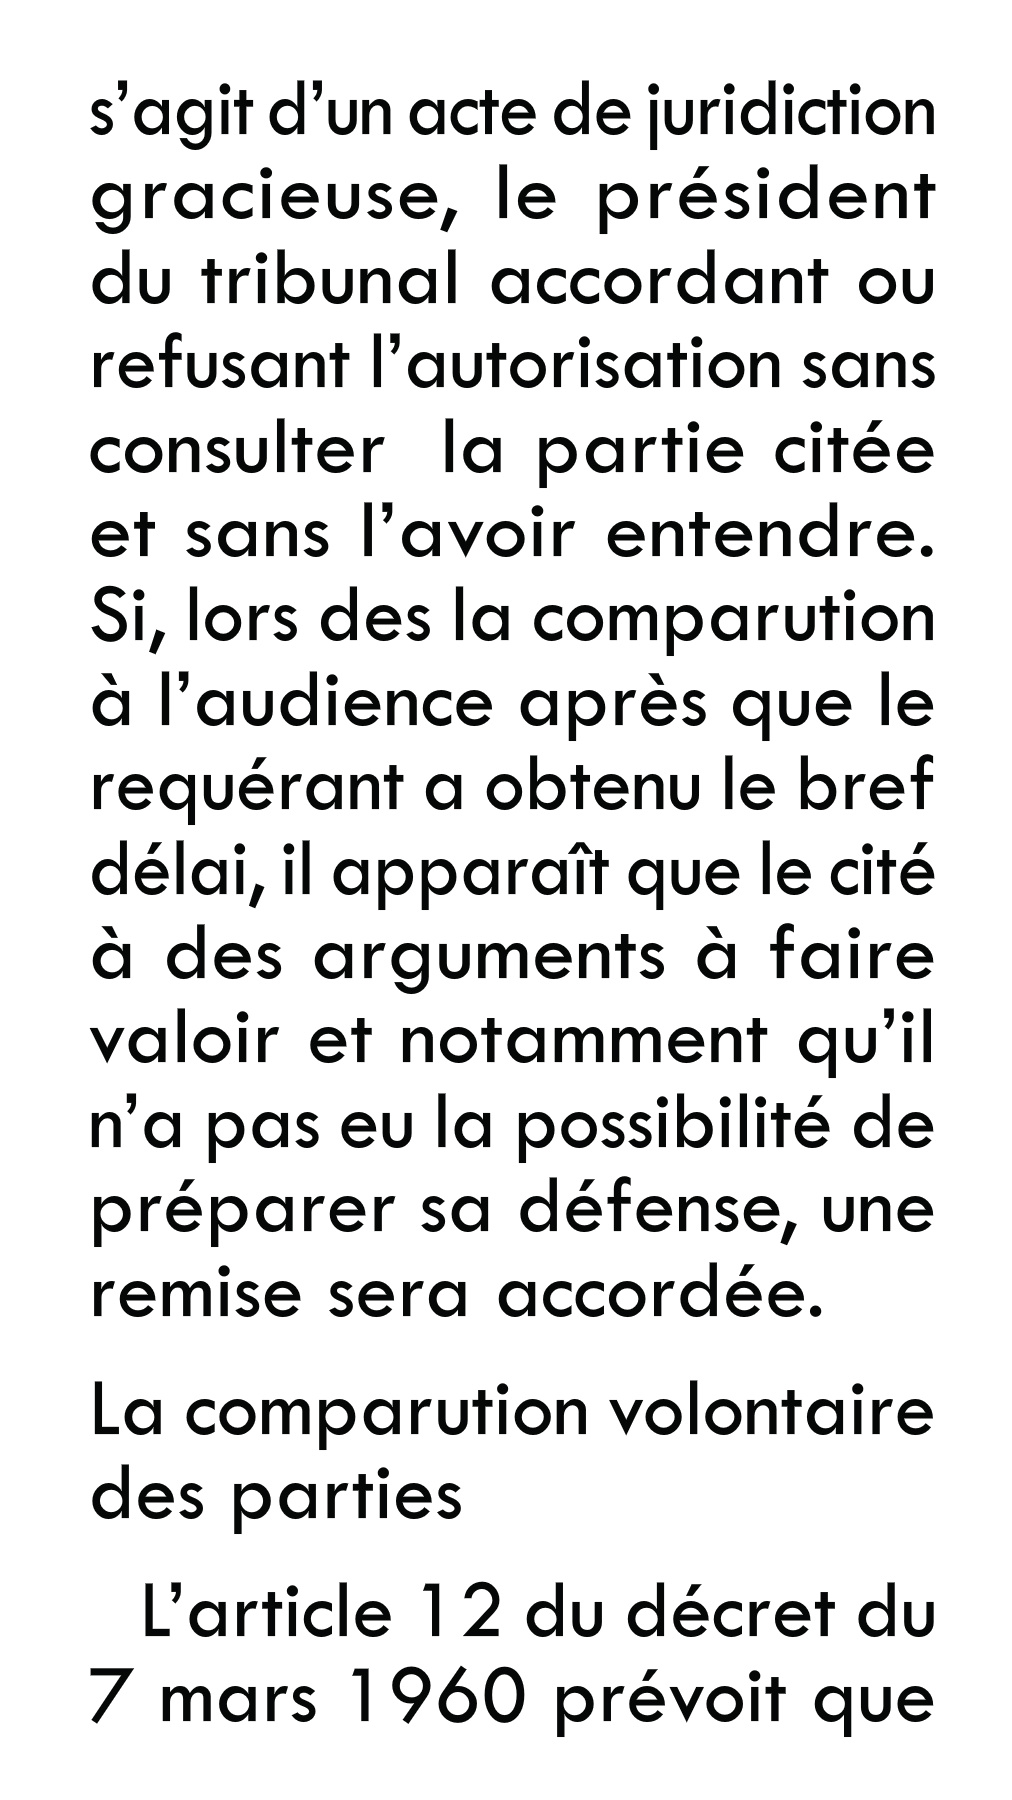 s’agit d’un acte de juridiction
gracieuse, le président
du tribunal accordant ou
refusant l’autorisation sans
consulter la partie citée
et sans l’avoir entendre.
Si, lors des la comparution
à l’audience après que le
requérant a obtenu le bref
délai, il apparaît que le cité
à des arguments à faire
valoir et notamment qu’il
n’a pas eu la possibilité de
préparer sa défense, une
remise sera accordée.
La comparution volontaire
des parties
L’article 12 du décret du
7 mars 1960 prévoit que